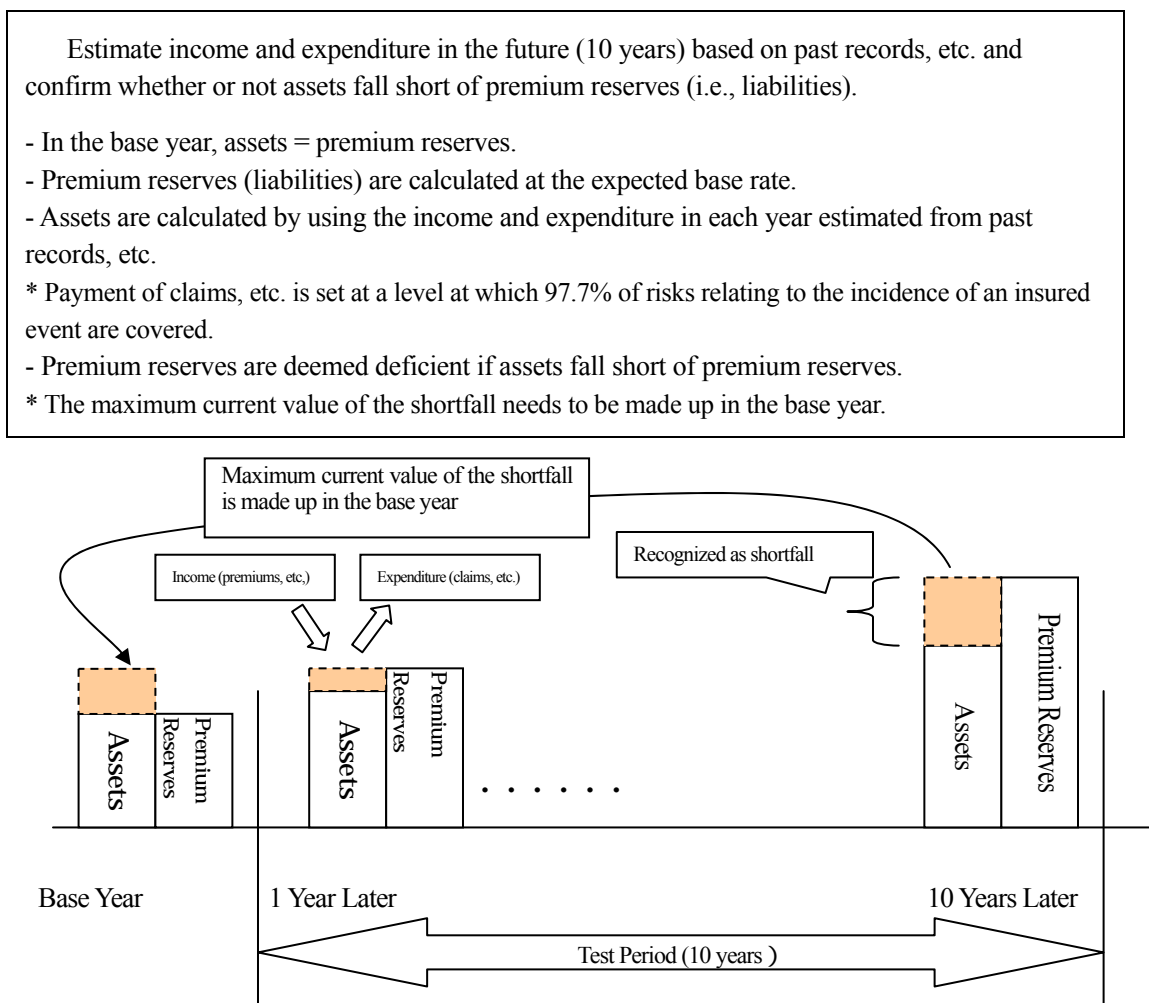 Estimate income and expenditure in the future (10 years) based on past records, etc. and
confirm whether or not assets fall short of premium reserves (i.e., liabilities).
- In the base year, assets = premium reserves.
- Premium reserves (liabilities) are calculated at the expected base rate.
- Assets are calculated by using the income and expenditure in each year estimated from past
records, etc.
* Payment of claims, etc. is set at a level at which 97.7% of risks relating to the incidence of an insured
event are covered.
- Premium reserves are deemed deficient if assets fall short of premium reserves.
* The maximum current value of the shortfall needs to be made up in the base year.
Maximum current value of the shortfall
is made up in the base year
Income (premiums, etc,)
Expenditure (claims, etc.)
Recognized as shortfall
Assets
Premium
Reserves
Assets
Premium
Reserves
. . . . . .
Assets
Premium Reserves
Base Year
1 Year Later
10 Years Later
Test Period (10 years )